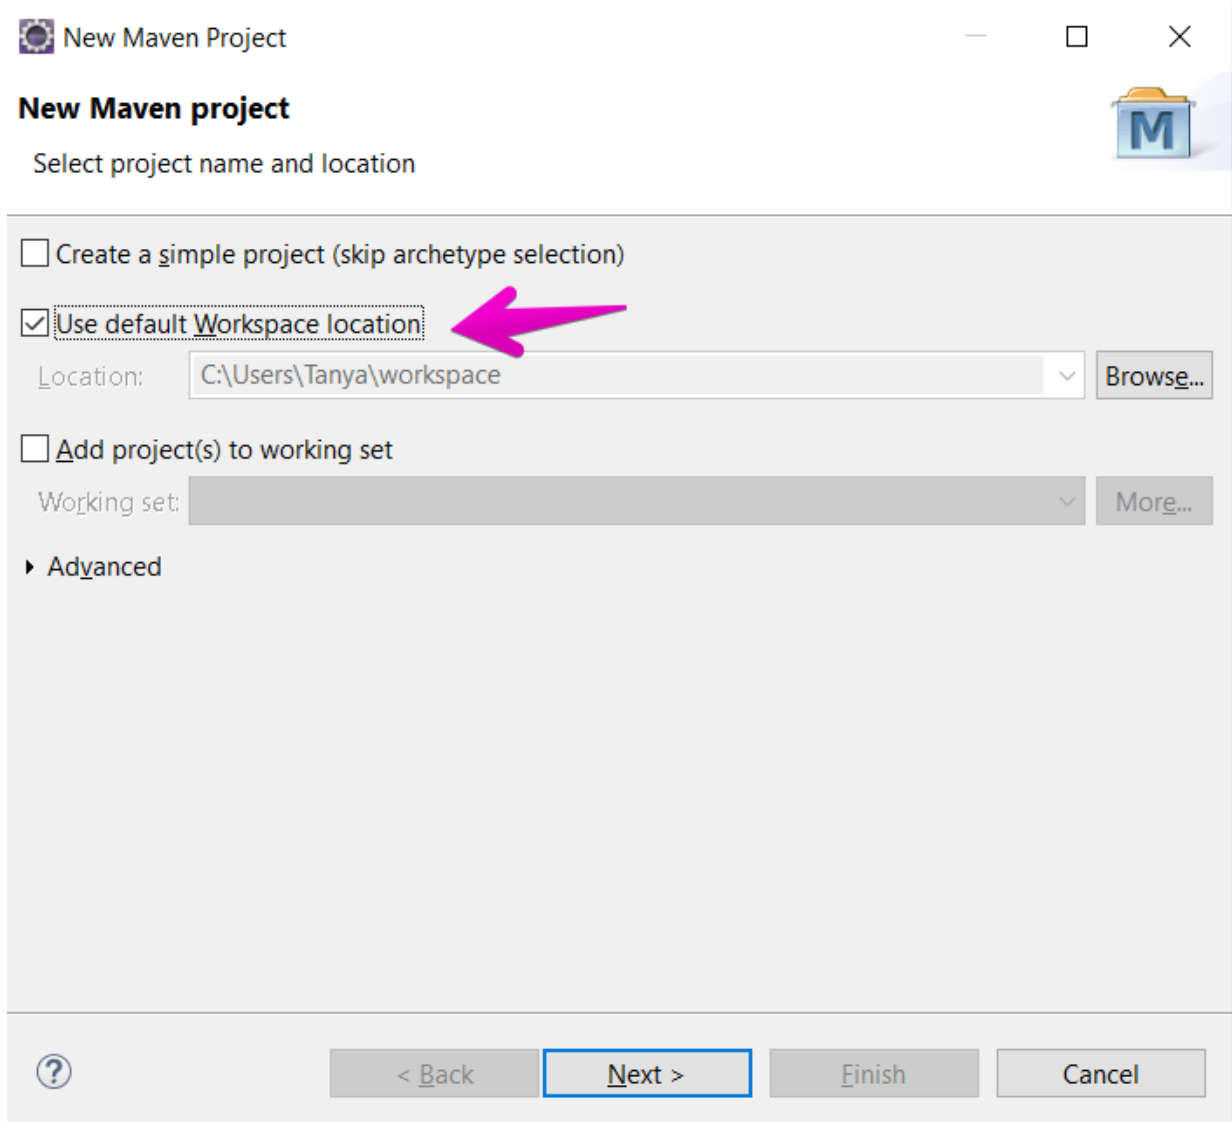 New Maven Project
New Maven project
Select project name and location
Create a simple project (skip archetype selection)
Use default Workspace location
Location: C:\Users\Tanya\workspace Browse...
Add project(s) to working set
Working set: More...
Advanced
? < Back Next > Finish Cancel